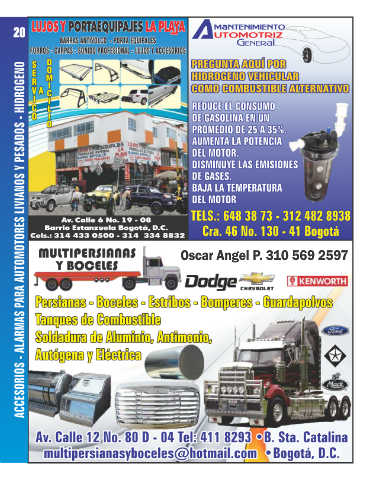 20
ACCESORIOS - ALARMAS PARA AUTOMOTORES LIVIANOS Y PESADOS - HIDROGENO
LUJOS Y PORTAEQUIPAJES LA PLAYA
SERVICIO
A
DOMICILIO
Av. Calle 6 No. 19 - 08
Barrio Estanzuela Bogotá, D.C.
Cels.: 314 433 0500 - 314 334 8832
MANTENIMIENTO
AUTOMOTRIZ
GENERAL
PREGUNTA AQUÍ POR
HIDROGENO VEHICULAR
COMO COMBUSTIBLE ALTERNATIVO
REDUCE EL CONSUMO
DE GASOLINA EN UN
PROMEDIO DE 25 A 35%.
AUMENTA LA POTENCIA
DEL MOTOR.
DISMINUYE LAS EMISIONES
DE GASES.
BAJA LA TEMPERATURA
DEL MOTOR
TELS.: 648 38 73 - 312 482 8938
Cra. 46 No. 130 - 41 Bogotá
MULTIPERSIANAS
Y BOCELES
Oscar Angel P. 310 569 2597
Dodge
CHEVROLET
KENWORTH
Persianas - Boceles - Estribos - Bomperes - Guardapolvos
Tanques de Combustible
Soldadura de Aluminio, Antimonio,
Autógena y Eléctrica
Ford
Mack
Av. Calle 12 No. 80 D - 04 Tel: 411 8293 • B. Sta. Catalina
multipersianasyboceles@hotmail.com • Bogotá, D.C.